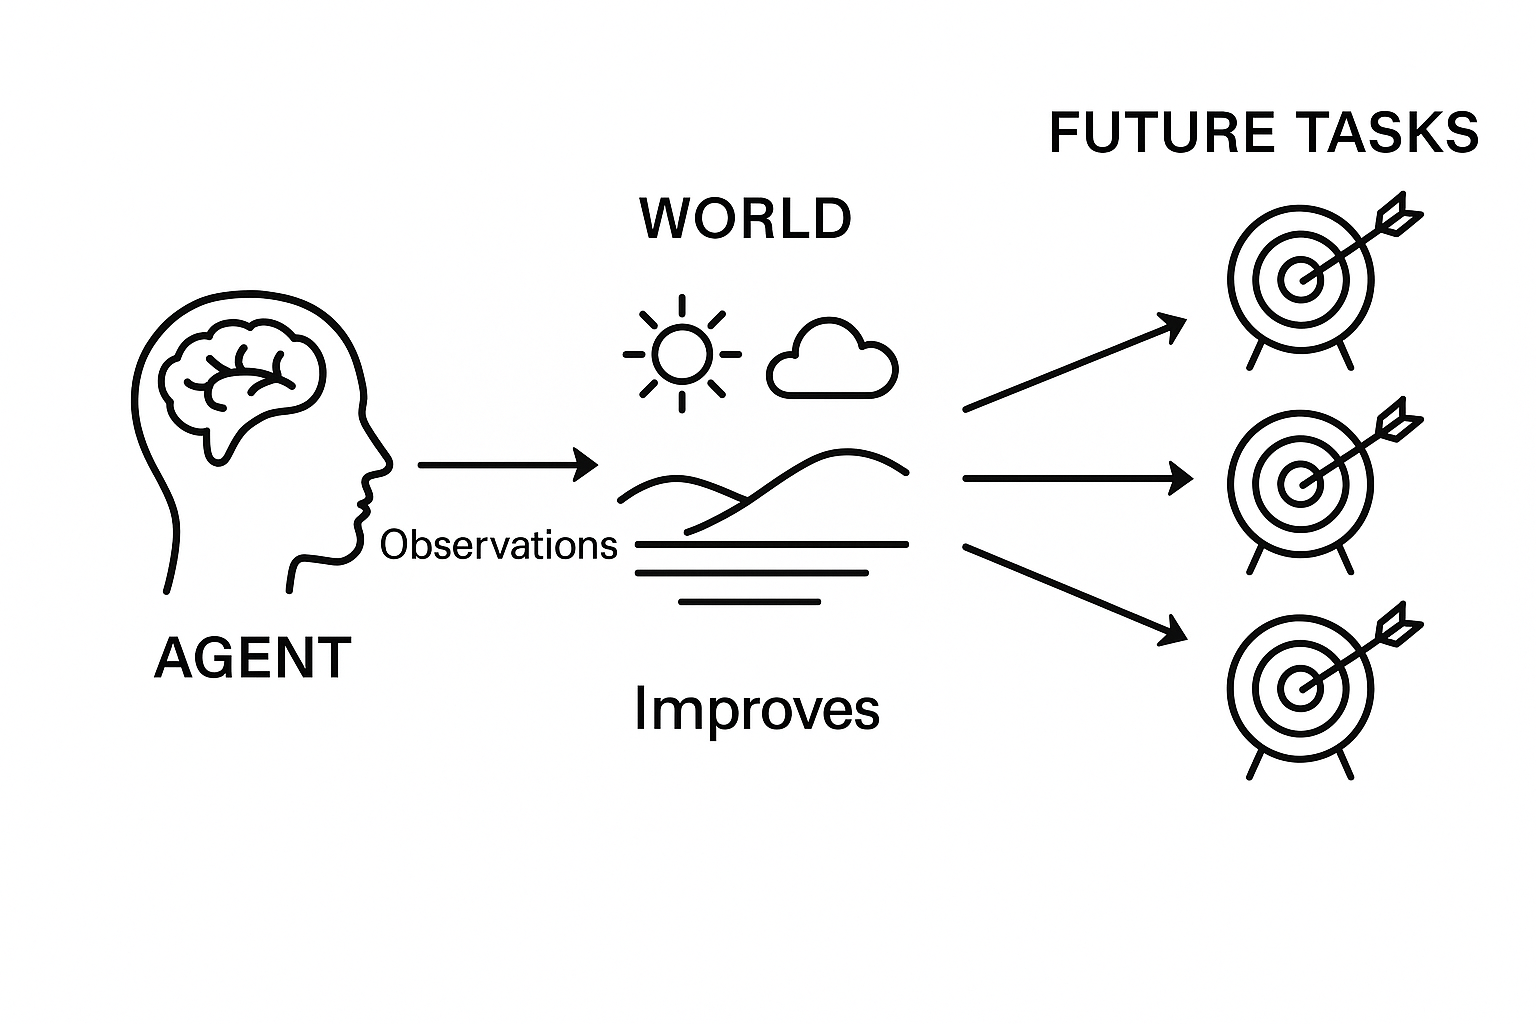 FUTURE TASKS
WORLD
Observations
AGENT
Improves